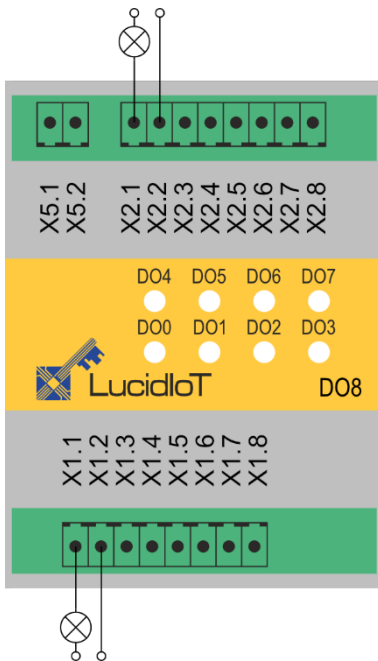 X5.1 X5.2 X2.1 X2.2 X2.3 X2.4 X2.5 X2.6 X2.7 X2.8
DO4 DO5 DO6 DO7
DO0 DO1 DO2 DO3
LucidIoT DO8
X1.1 X1.2 X1.3 X1.4 X1.5 X1.6 X1.7 X1.8